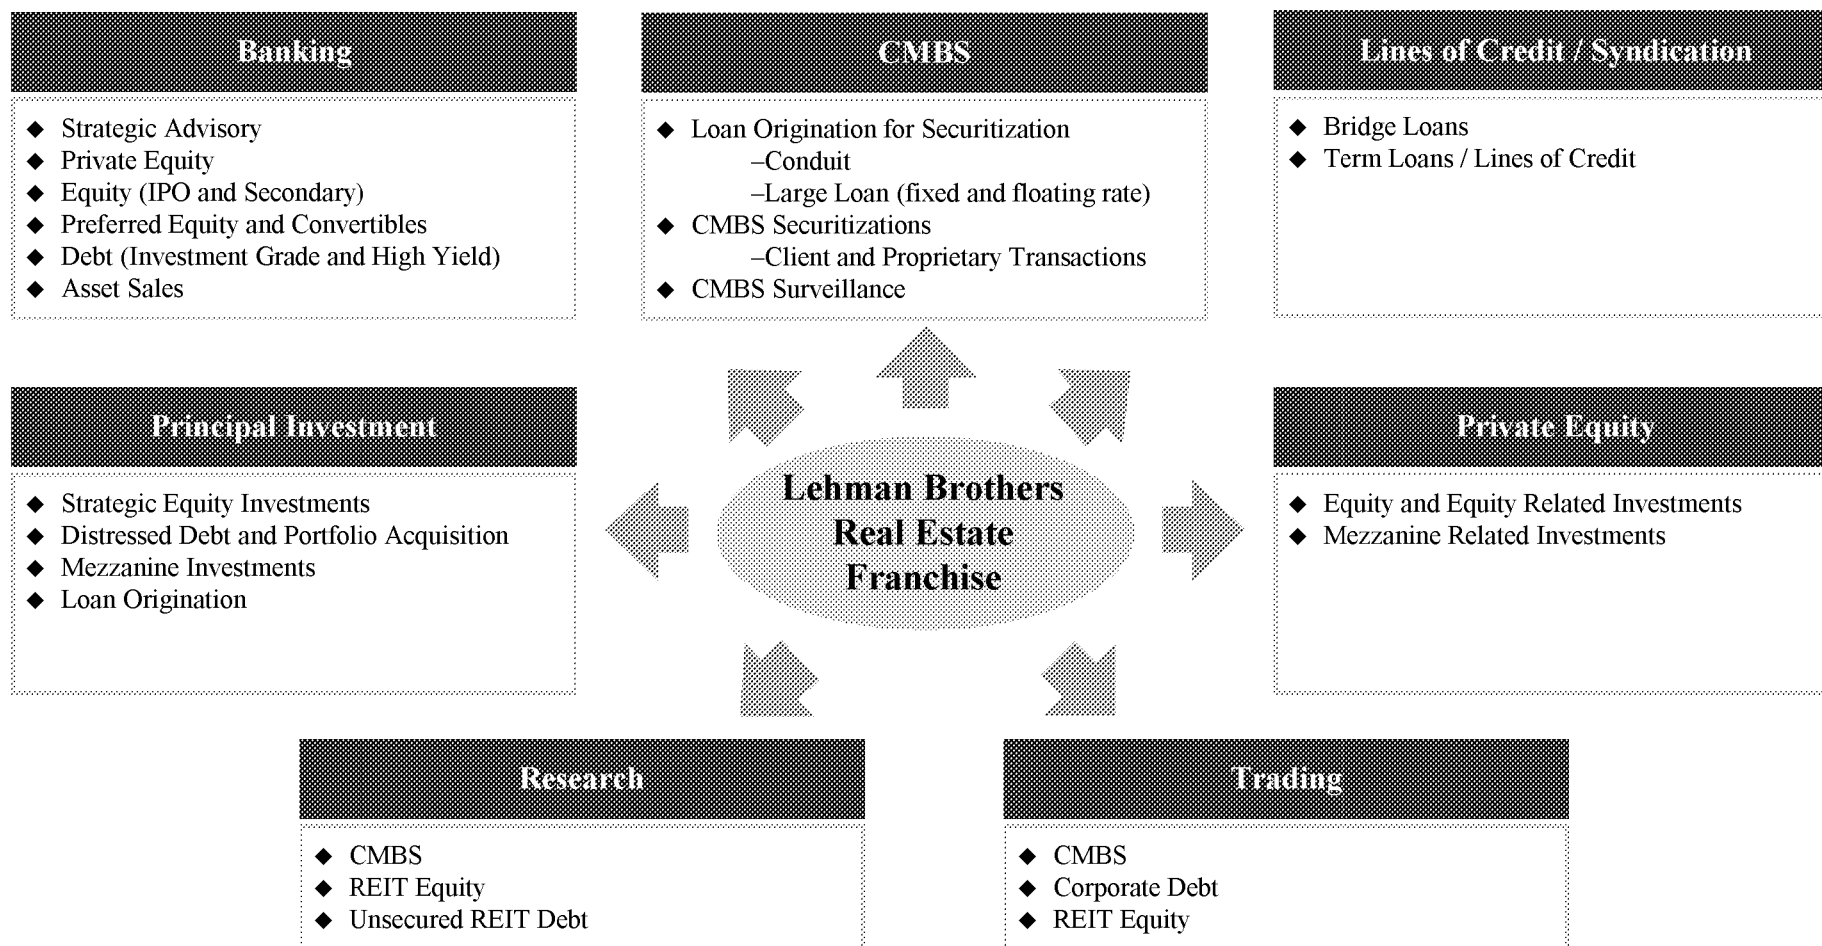 Banking
◆ Strategic Advisory
◆ Private Equity
◆ Equity (IPO and Secondary)
◆ Preferred Equity and Convertibles
◆ Debt (Investment Grade and High Yield)
◆ Asset Sales
CMBS
◆ Loan Origination for Securitization
–Conduit
–Large Loan (fixed and floating rate)
◆ CMBS Securitizations
–Client and Proprietary Transactions
◆ CMBS Surveillance
Lines of Credit / Syndication
◆ Bridge Loans
◆ Term Loans / Lines of Credit
Principal Investment
◆ Strategic Equity Investments
◆ Distressed Debt and Portfolio Acquisition
◆ Mezzanine Investments
◆ Loan Origination
Lehman Brothers
Real Estate
Franchise
Private Equity
◆ Equity and Equity Related Investments
◆ Mezzanine Related Investments
Research
◆ CMBS
◆ REIT Equity
◆ Unsecured REIT Debt
Trading
◆ CMBS
◆ Corporate Debt
◆ REIT Equity